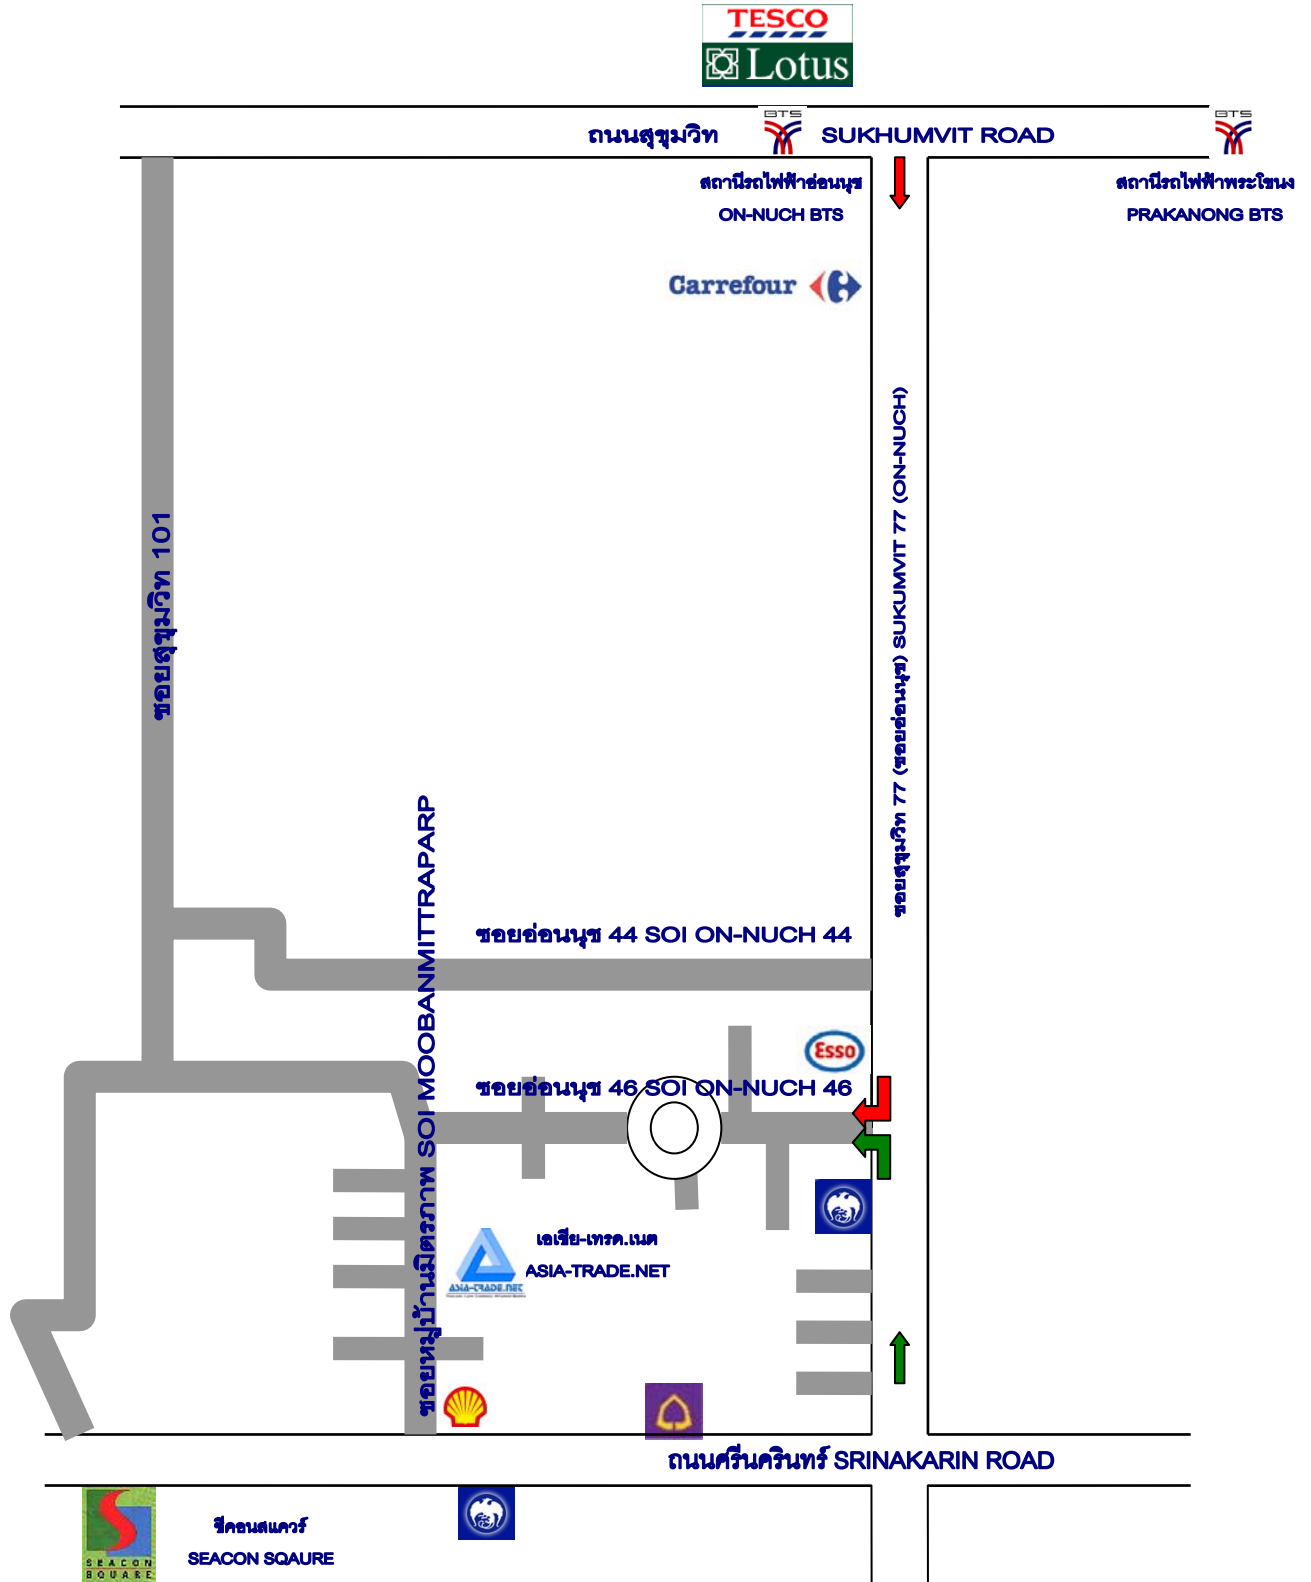 TESCO
Lotus
BTS
BTS
ถนนสุขุมวิท SUKHUMVIT ROAD
สถานีรถไฟฟ้าอ่อนนุช
ON-NUCH BTS
สถานีรถไฟฟ้าพระโขนง
PRAKANONG BTS
Carrefour
ซอยสุขุมวิท 77 (ซอยอ่อนนุช) SUKUMVIT 77 (ON-NUCH)
ซอยสุขุมวิท 101
ซอยหมู่บ้านมิตรภาพ SOI MOOBANMITTRAPARP
ซอยอ่อนนุช 44 SOI ON-NUCH 44
Esso
ซอยอ่อนนุช 46 SOI ON-NUCH 46
เอเชีย-เทรด.เนต
ASIA-TRADE.NET
ASIA-TRADE.NET
ถนนศรีนครินทร์ SRINAKARIN ROAD
SEACON
SQUARE
ซีคอนสแควร์
SEACON SQAURE